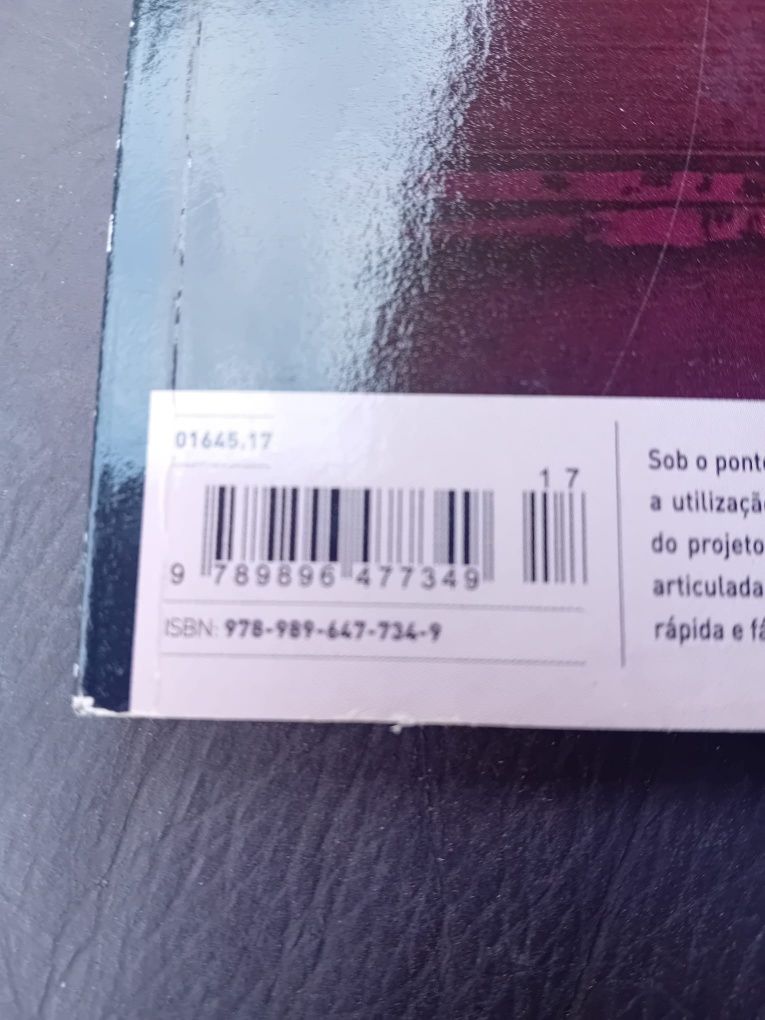 01645.17
17
9 789896 477349
ISBN: 978-989-647-734-9
Sob o ponto
a utilizaçã
do projeto
articulada
rápida e fá